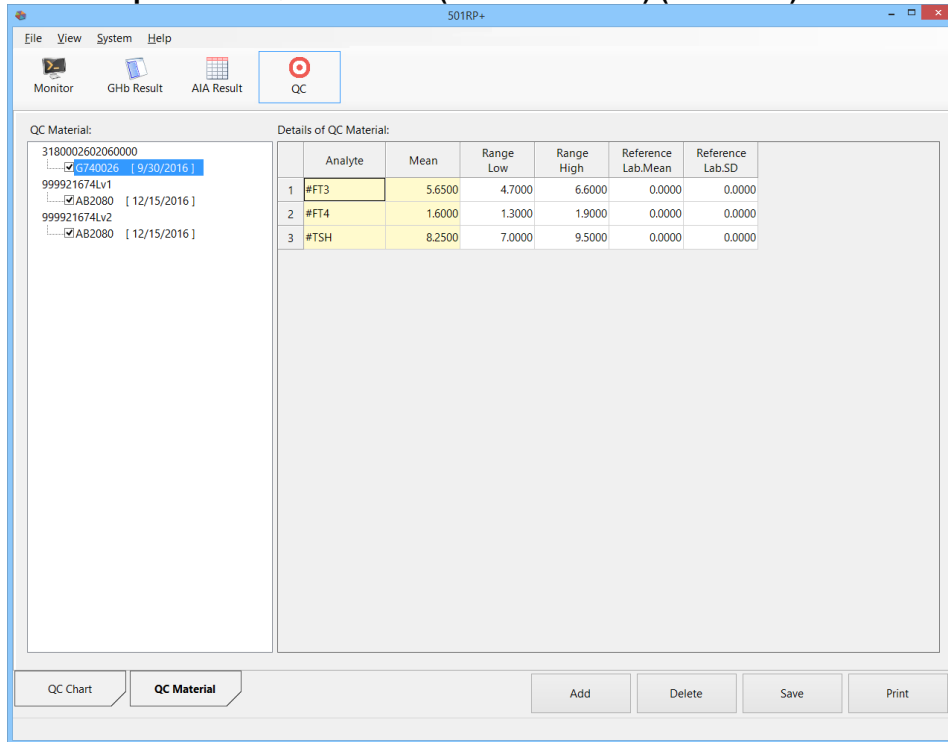 501RP+
File View System Help
Monitor GHb Result AIA Result QC
QC Material: Details of QC Material:
3180002602060000
G740026 [ 9/30/2016 ]
999921674Lv1
AB2080 [ 12/15/2016 ]
999921674Lv2
AB2080 [ 12/15/2016 ]
Analyte Mean Range Low Range High Reference Lab.Mean Reference Lab.SD
1 #FT3 5.6500 4.7000 6.6000 0.0000 0.0000
2 #FT4 1.6000 1.3000 1.9000 0.0000 0.0000
3 #TSH 8.2500 7.0000 9.5000 0.0000 0.0000
QC Chart QC Material Add Delete Save Print